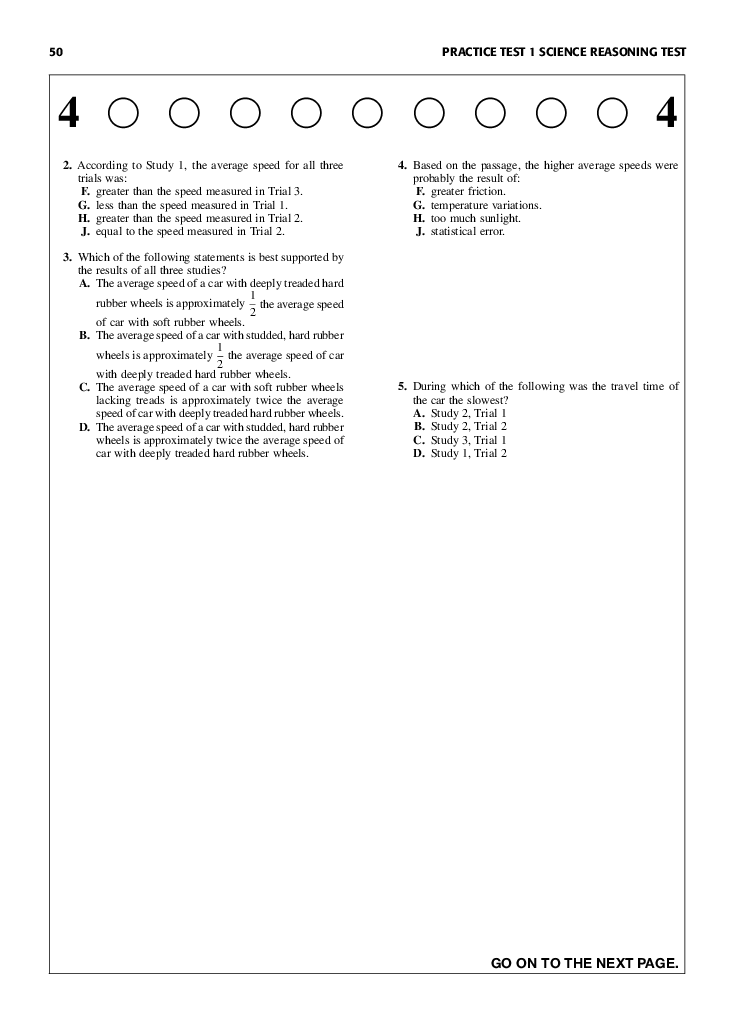 50
PRACTICE TEST 1 SCIENCE REASONING TEST
4
4
2. According to Study 1, the average speed for all three
trials was:
F. greater than the speed measured in Trial 3.
G. less than the speed measured in Trial 1.
H. greater than the speed measured in Trial 2.
J. equal to the speed measured in Trial 2.
3. Which of the following statements is best supported by
the results of all three studies?
A. The average speed of a car with deeply treaded hard
rubber wheels is approximately 1/2 the average speed
of car with soft rubber wheels.
B. The average speed of a car with studded, hard rubber
wheels is approximately 1/2 the average speed of car
with deeply treaded hard rubber wheels.
C. The average speed of a car with soft rubber wheels
lacking treads is approximately twice the average
speed of car with deeply treaded hard rubber wheels.
D. The average speed of a car with studded, hard rubber
wheels is approximately twice the average speed of
car with deeply treaded hard rubber wheels.
4. Based on the passage, the higher average speeds were
probably the result of:
F. greater friction.
G. temperature variations.
H. too much sunlight.
J. statistical error.
5. During which of the following was the travel time of
the car the slowest?
A. Study 2, Trial 1
B. Study 2, Trial 2
C. Study 3, Trial 1
D. Study 1, Trial 2
GO ON TO THE NEXT PAGE.